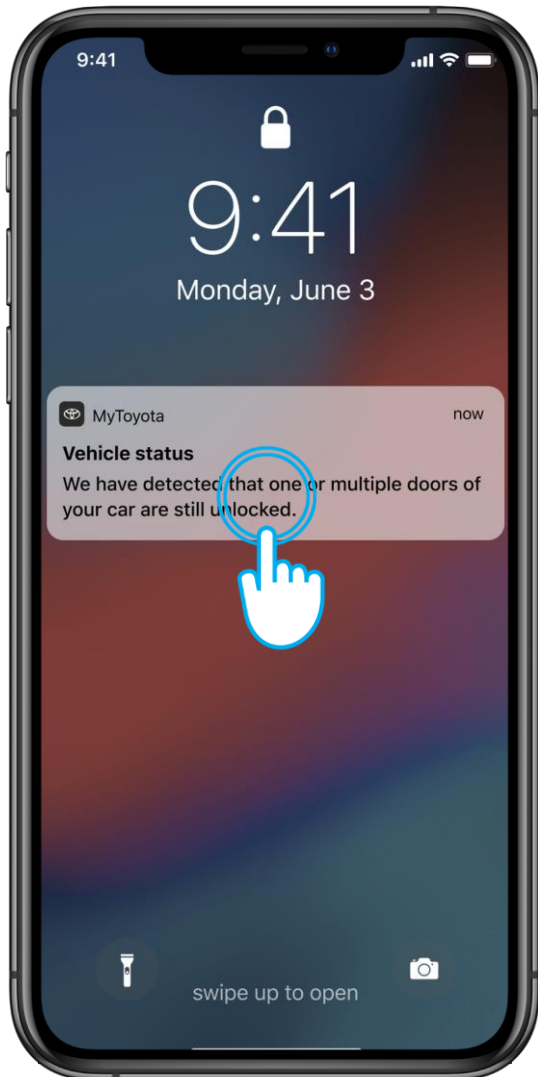 9:41
9:41
Monday, June 3
MyToyota now
Vehicle status
We have detected that one or multiple doors of
your car are still unlocked.
swipe up to open